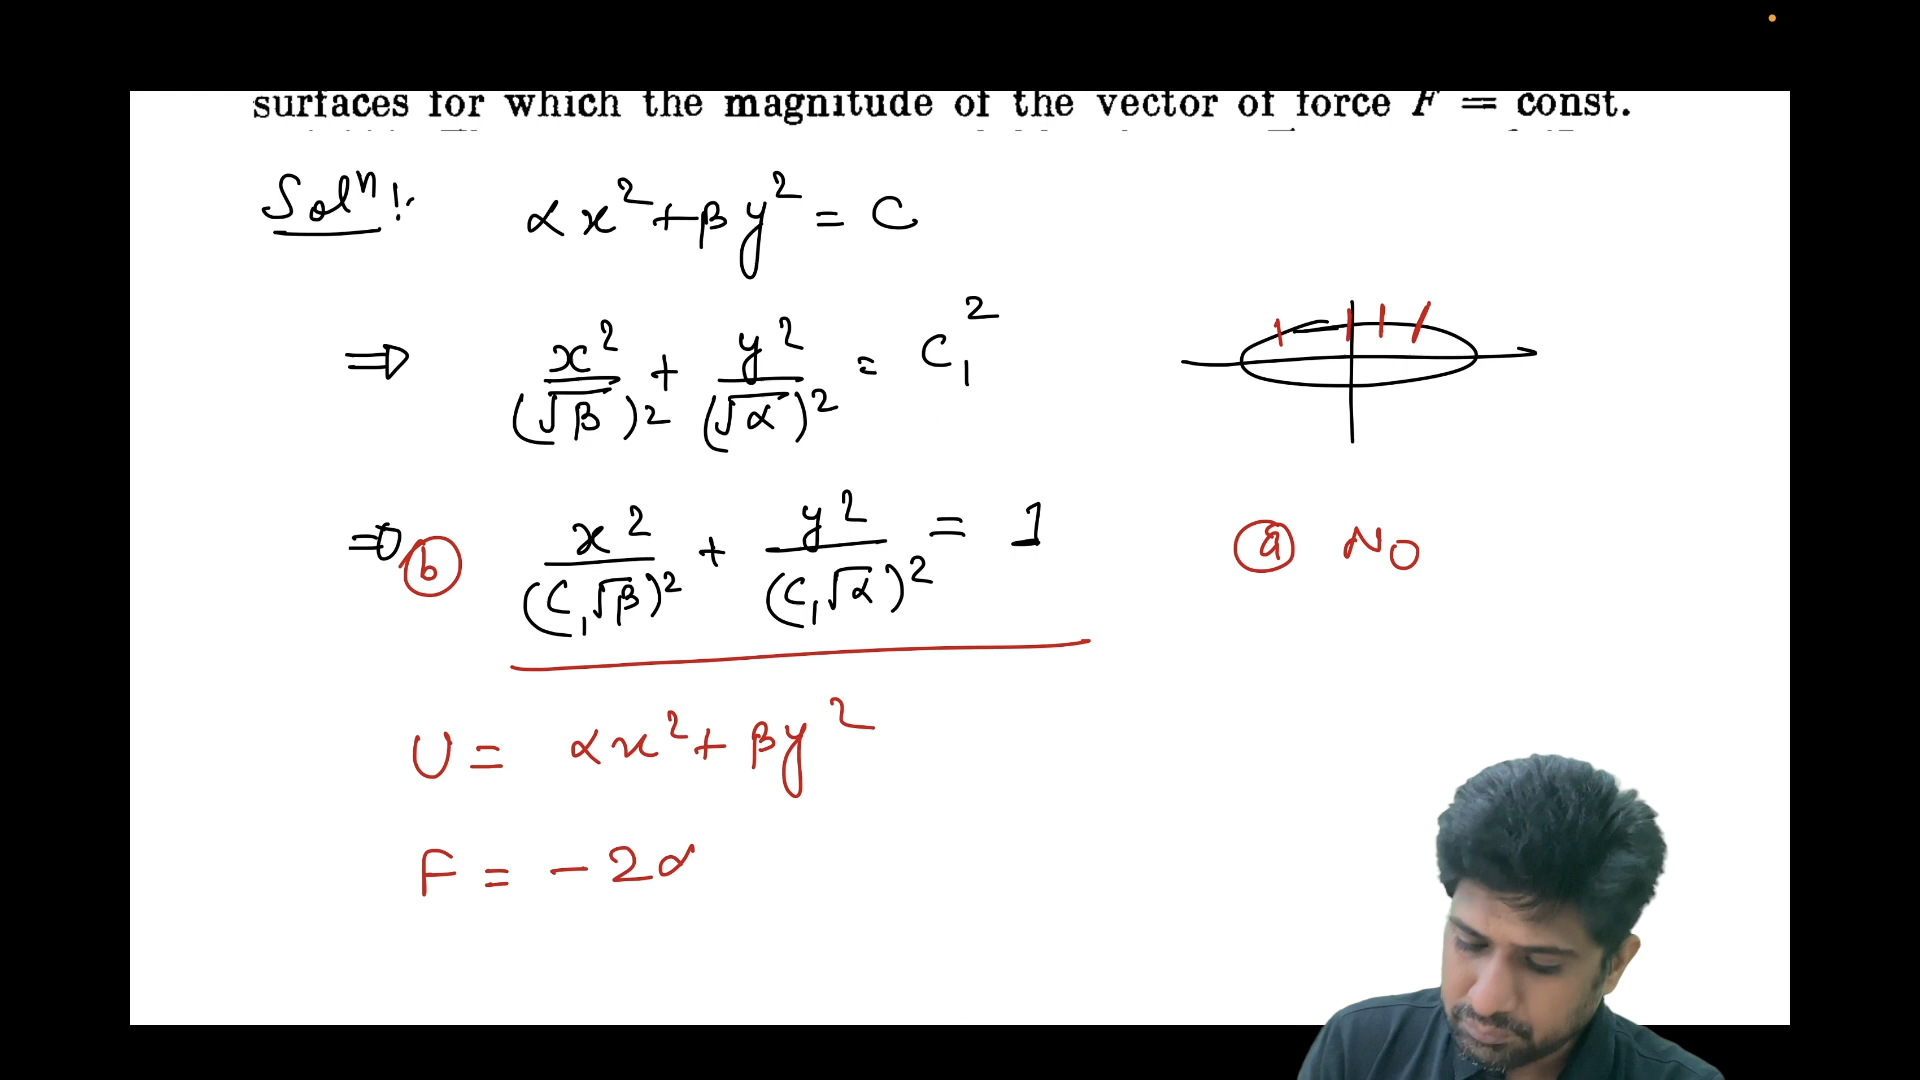 surfaces for which the magnitude of the vector of force F = const.
Solⁿ :- αx² + βy² = C
⇒ x²/(√β)² + y²/(√α)² = C₁²
⇒ (b) x²/(C₁√β)² + y²/(C₁√α)² = 1
(a) No
U = αx² + βy²
F = - 2α